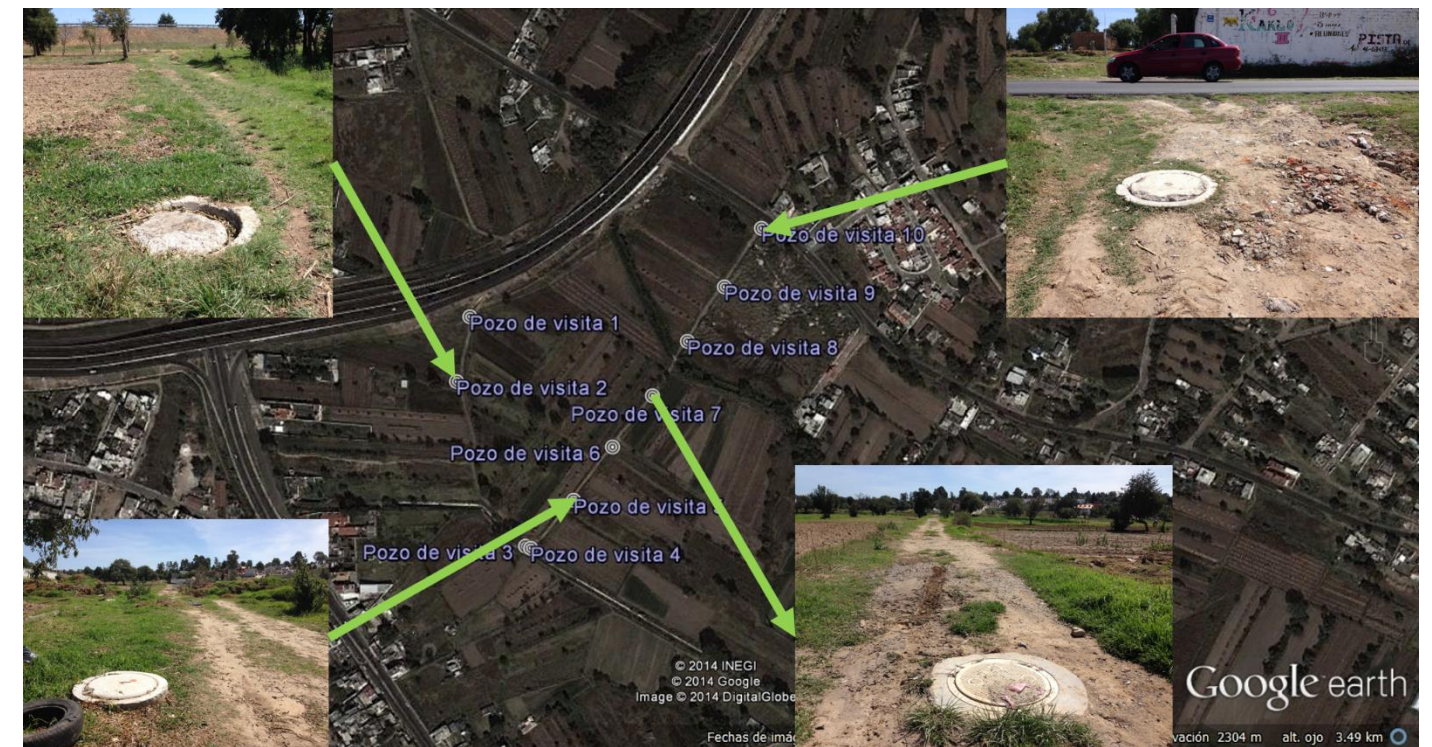 REUNIONES
PISTA
Pozo de visita 10
Pozo de visita 9
Pozo de visita 1
Pozo de visita 8
Pozo de visita 2
Pozo de visita 7
Pozo de visita 6
Pozo de visita 5
Pozo de visita 3
Pozo de visita 4
© 2014 INEGI
© 2014 Google
Image © 2014 DigitalGlobe
Google earth
Fechas de imá
vación 2304 m alt. ojo 3.49 km